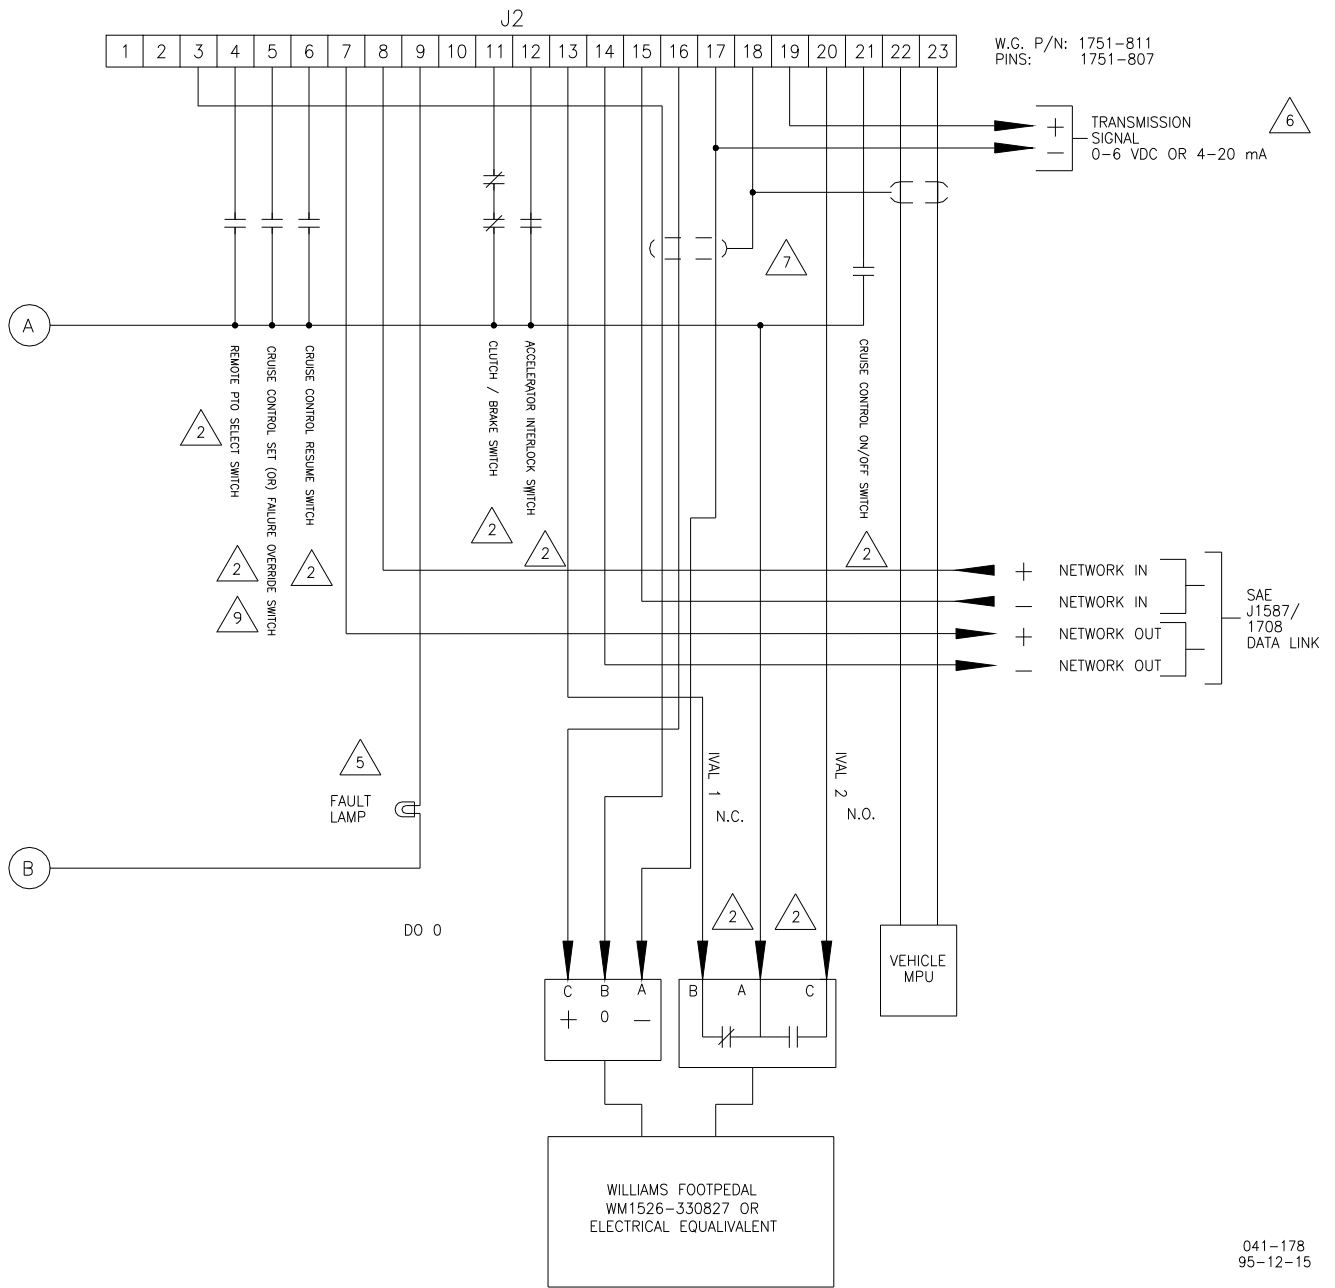 J2
1 2 3 4 5 6 7 8 9 10 11 12 13 14 15 16 17 18 19 20 21 22 23
W.G. P/N: 1751-811
PINS: 1751-807
TRANSMISSION
SIGNAL
0-6 VDC OR 4-20 mA
+
-
6
7
A
REMOTE PTO SELECT SWITCH
CRUISE CONTROL SET (OR) FAILURE OVERRIDE SWITCH
CRUISE CONTROL RESUME SWITCH
CLUTCH / BRAKE SWITCH
ACCELERATOR INTERLOCK SWITCH
CRUISE CONTROL ON/OFF SWITCH
2
2
9
2
2
2
2
+ NETWORK IN
- NETWORK IN
+ NETWORK OUT
- NETWORK OUT
SAE
J1587/
1708
DATA LINK
5
FAULT
LAMP
IVAL 1
N.C.
IVAL 2
N.O.
B
DO 0
2
2
C B A
+ 0 -
B A C
VEHICLE
MPU
WILLIAMS FOOTPEDAL
WM1526-330827 OR
ELECTRICAL EQUALIVALENT
041-178
95-12-15